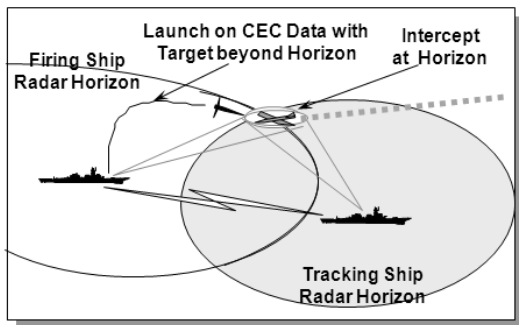 Firing Ship
Radar Horizon
Launch on CEC Data with
Target beyond Horizon
Intercept
at Horizon
Tracking Ship
Radar Horizon